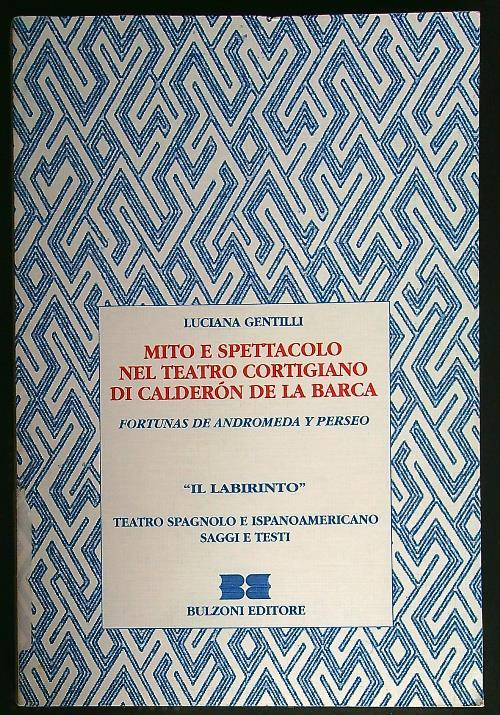 LUCIANA GENTILLI
MITO E SPETTACOLO
NEL TEATRO CORTIGIANO
DI CALDERÓN DE LA BARCA
FORTUNAS DE ANDROMEDA Y PERSEO
“IL LABIRINTO”
TEATRO SPAGNOLO E ISPANOAMERICANO
SAGGI E TESTI
BULZONI EDITORE